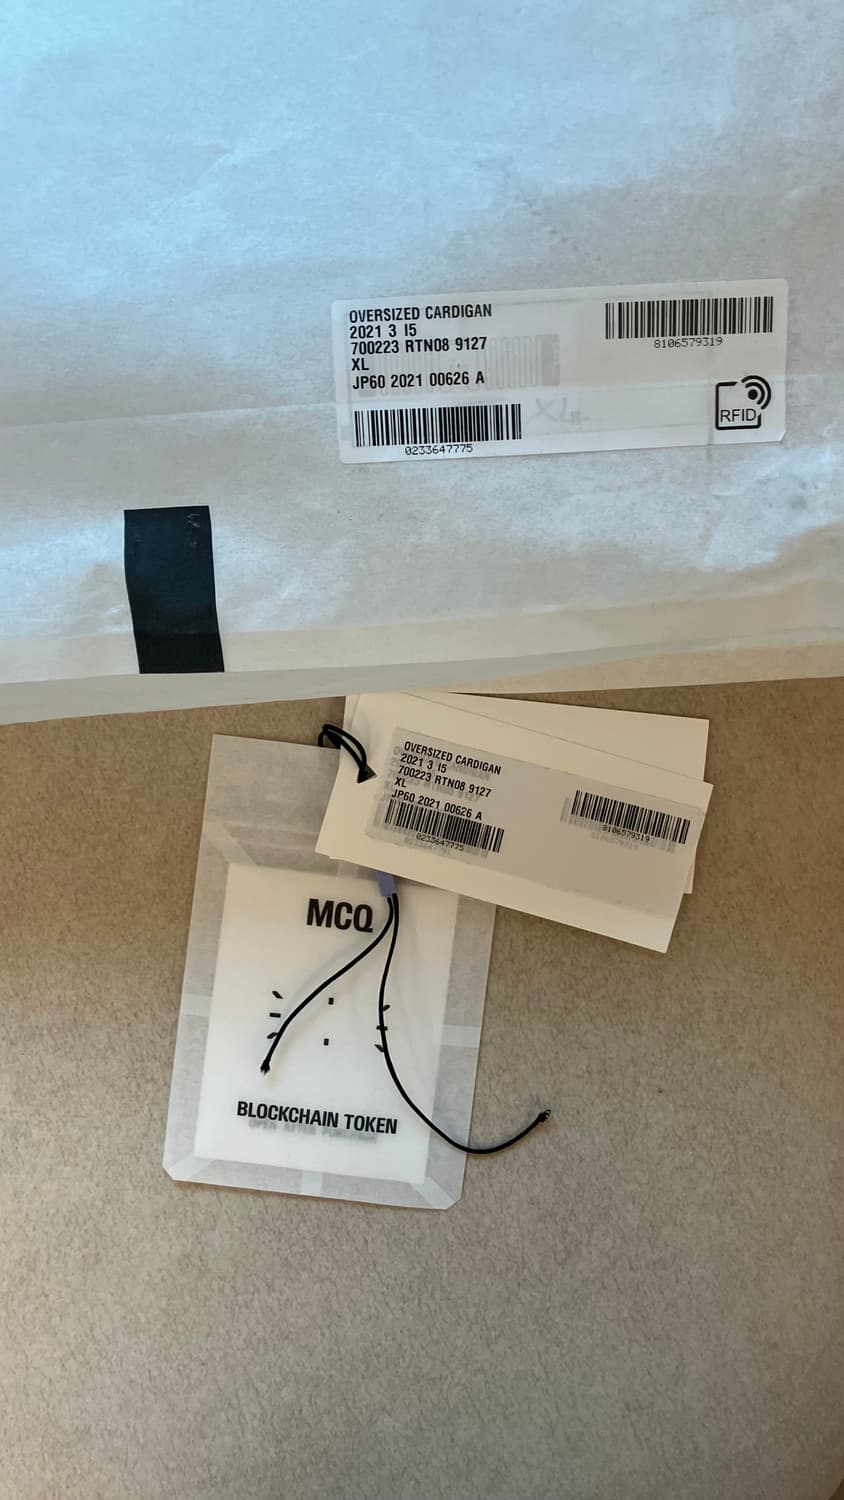 OVERSIZED CARDIGAN
2021 3 I5
700223 RTN08 9127
XL
JP60 2021 00626 A
0233647775
8106579319
RFID
OVERSIZED CARDIGAN
2021 3 I5
700223 RTN08 9127
XL
JP60 2021 00626 A
0233647775
8106579319
MCQ
BLOCKCHAIN TOKEN